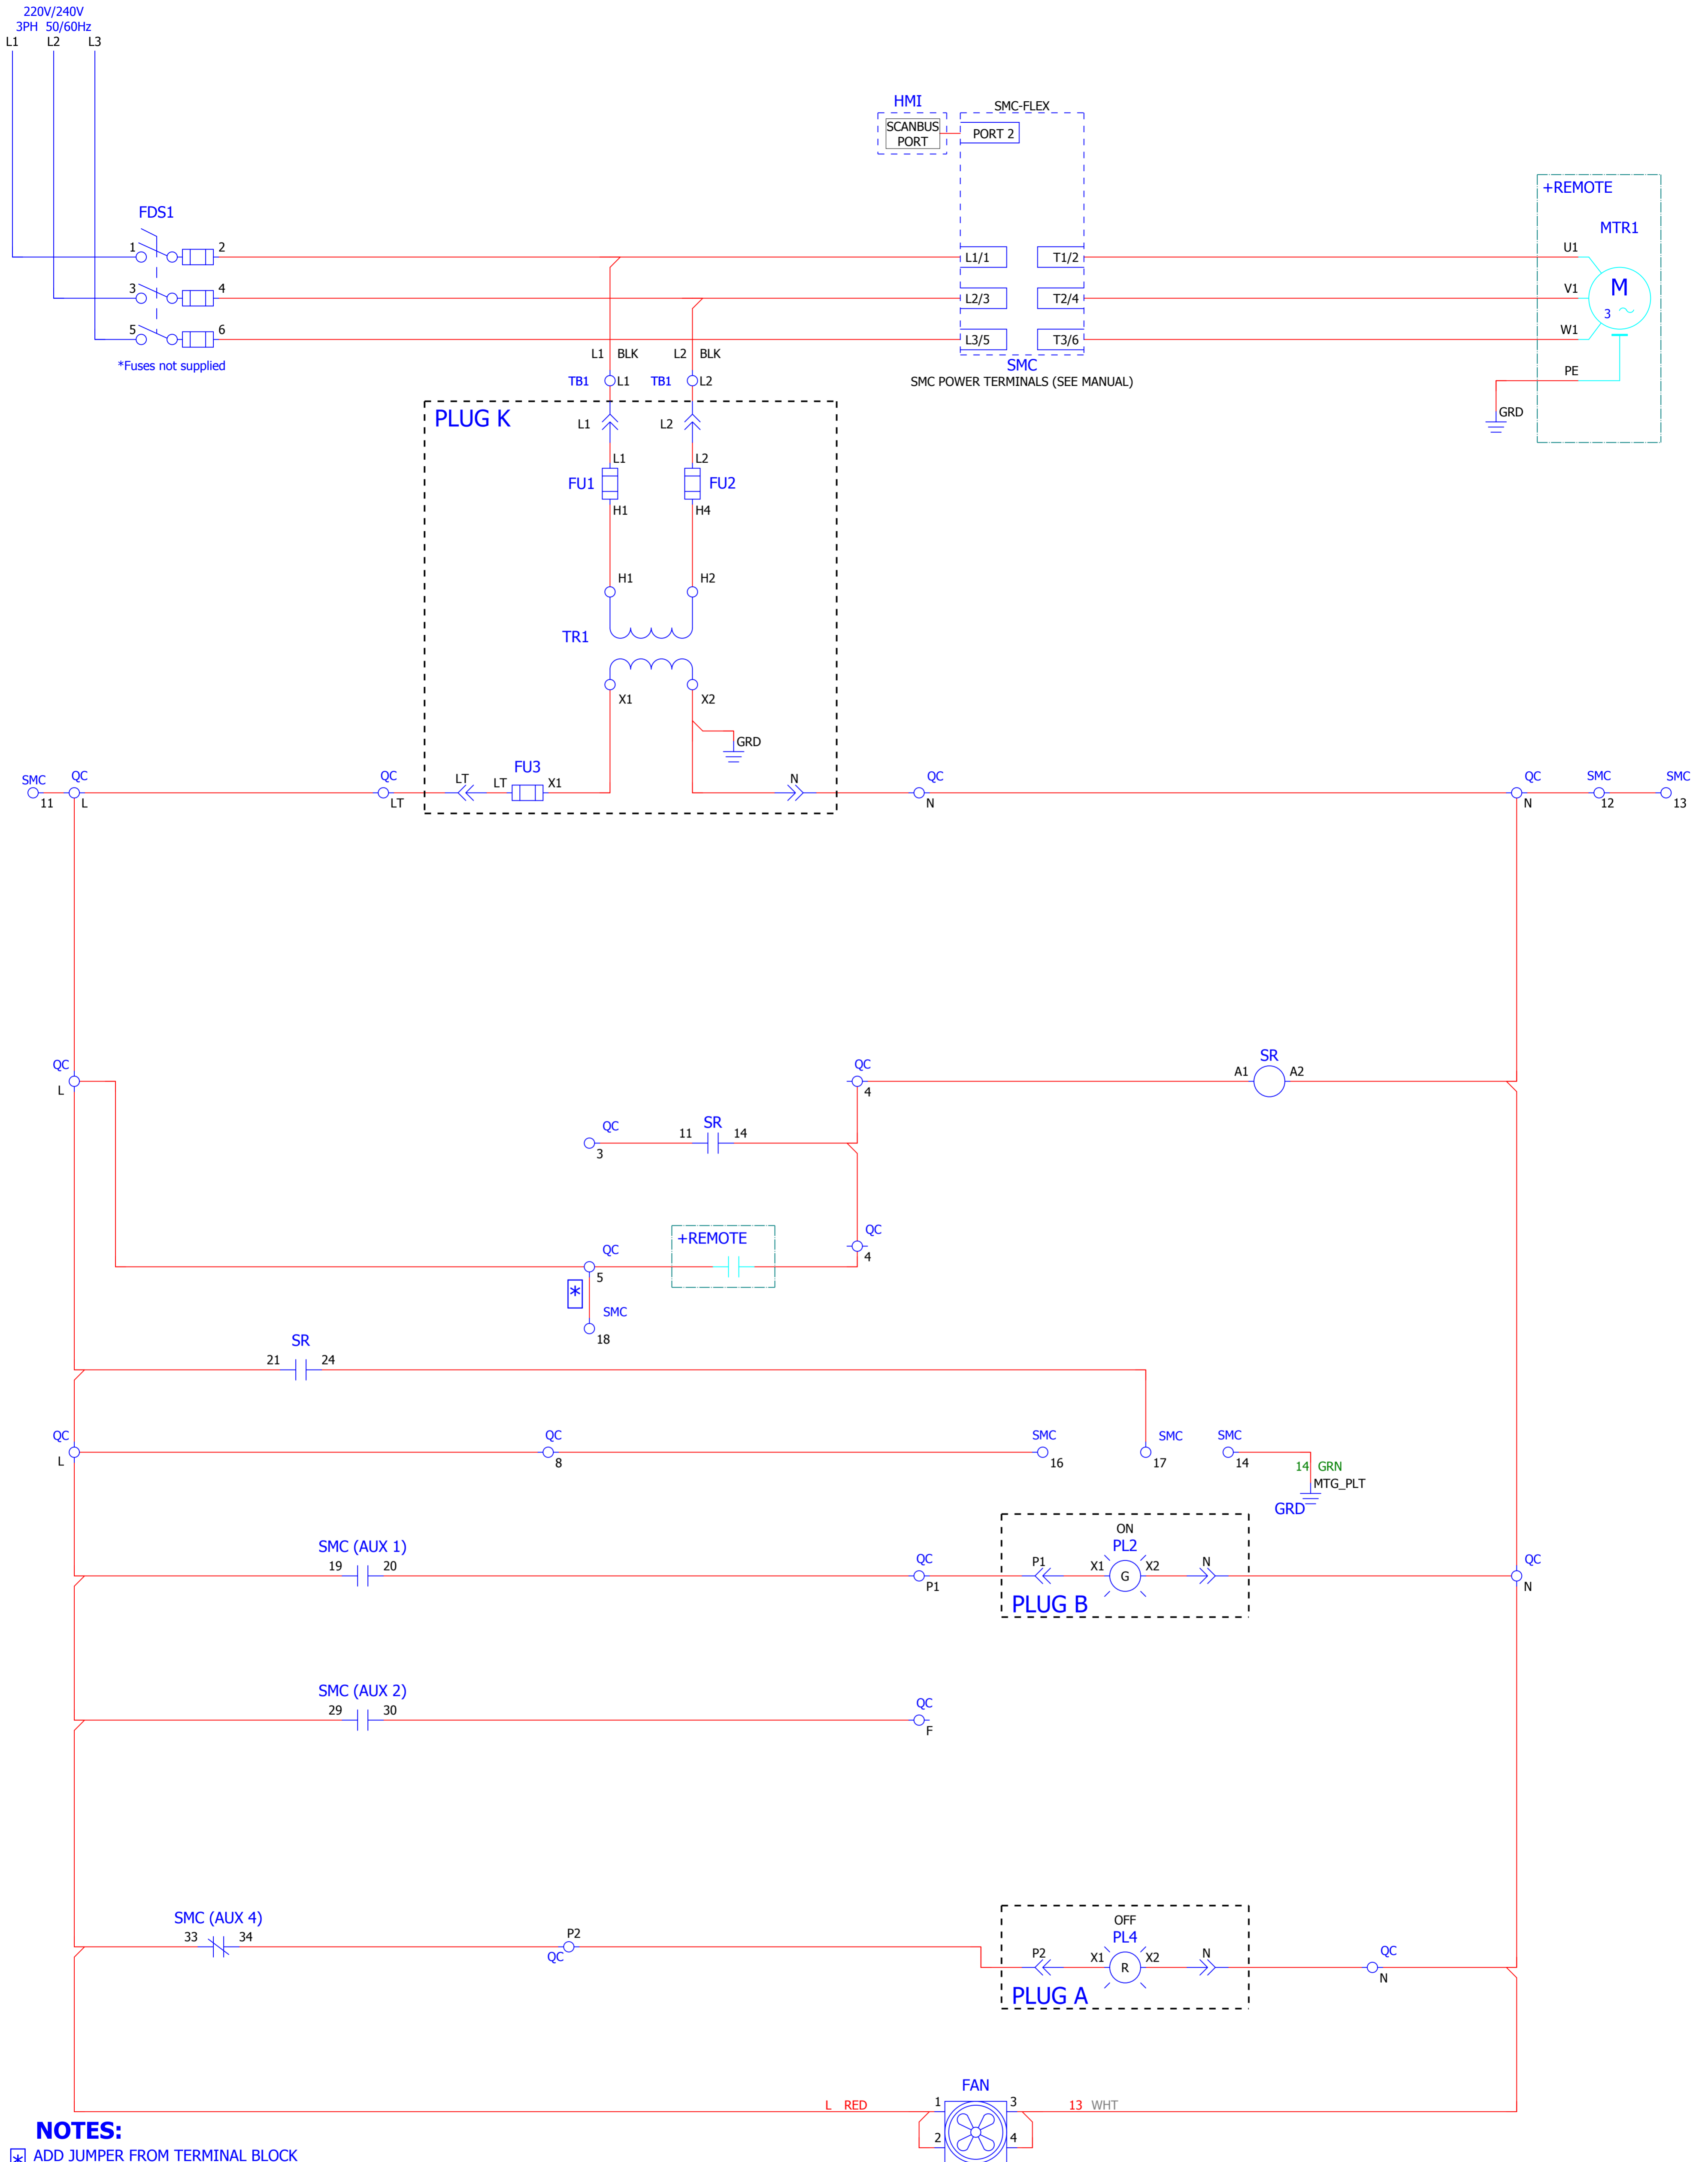 220V/240V
3PH 50/60Hz
L1 L2 L3
HMI
SCANBUS
PORT
SMC-FLEX
PORT 2
+REMOTE
MTR1
FDS1
1 2
3 4
5 6
*Fuses not supplied
L1/1 T1/2
L2/3 T2/4
L3/5 T3/6
SMC
SMC POWER TERMINALS (SEE MANUAL)
U1
V1
W1
PE
M
3
GRD
L1 BLK L2 BLK
TB1 L1 TB1 L2
PLUG K
L1 L2
L1 L2
FU1 FU2
H1 H4
H1 H2
TR1
X1 X2
GRD
SMC QC QC LT LT FU3 X1 N QC QC SMC SMC
11 L LT N N 12 13
QC QC SR
L 4 A1 A2
QC SR
3 11 14
QC
4
+REMOTE
QC
5
*
SMC
18
SR
21 24
QC QC SMC SMC SMC
L 8 16 17 14
14 GRN
MTG_PLT
GRD
SMC (AUX 1)
19 20
QC
P1
ON
PL2
P1 X1 G X2 N
PLUG B
QC
N
SMC (AUX 2)
29 30
QC
F
SMC (AUX 4)
33 34
P2
QC
OFF
PL4
P2 X1 R X2 N
PLUG A
QC
N
FAN
L RED 1 3 13 WHT
2 4
NOTES:
* ADD JUMPER FROM TERMINAL BLOCK